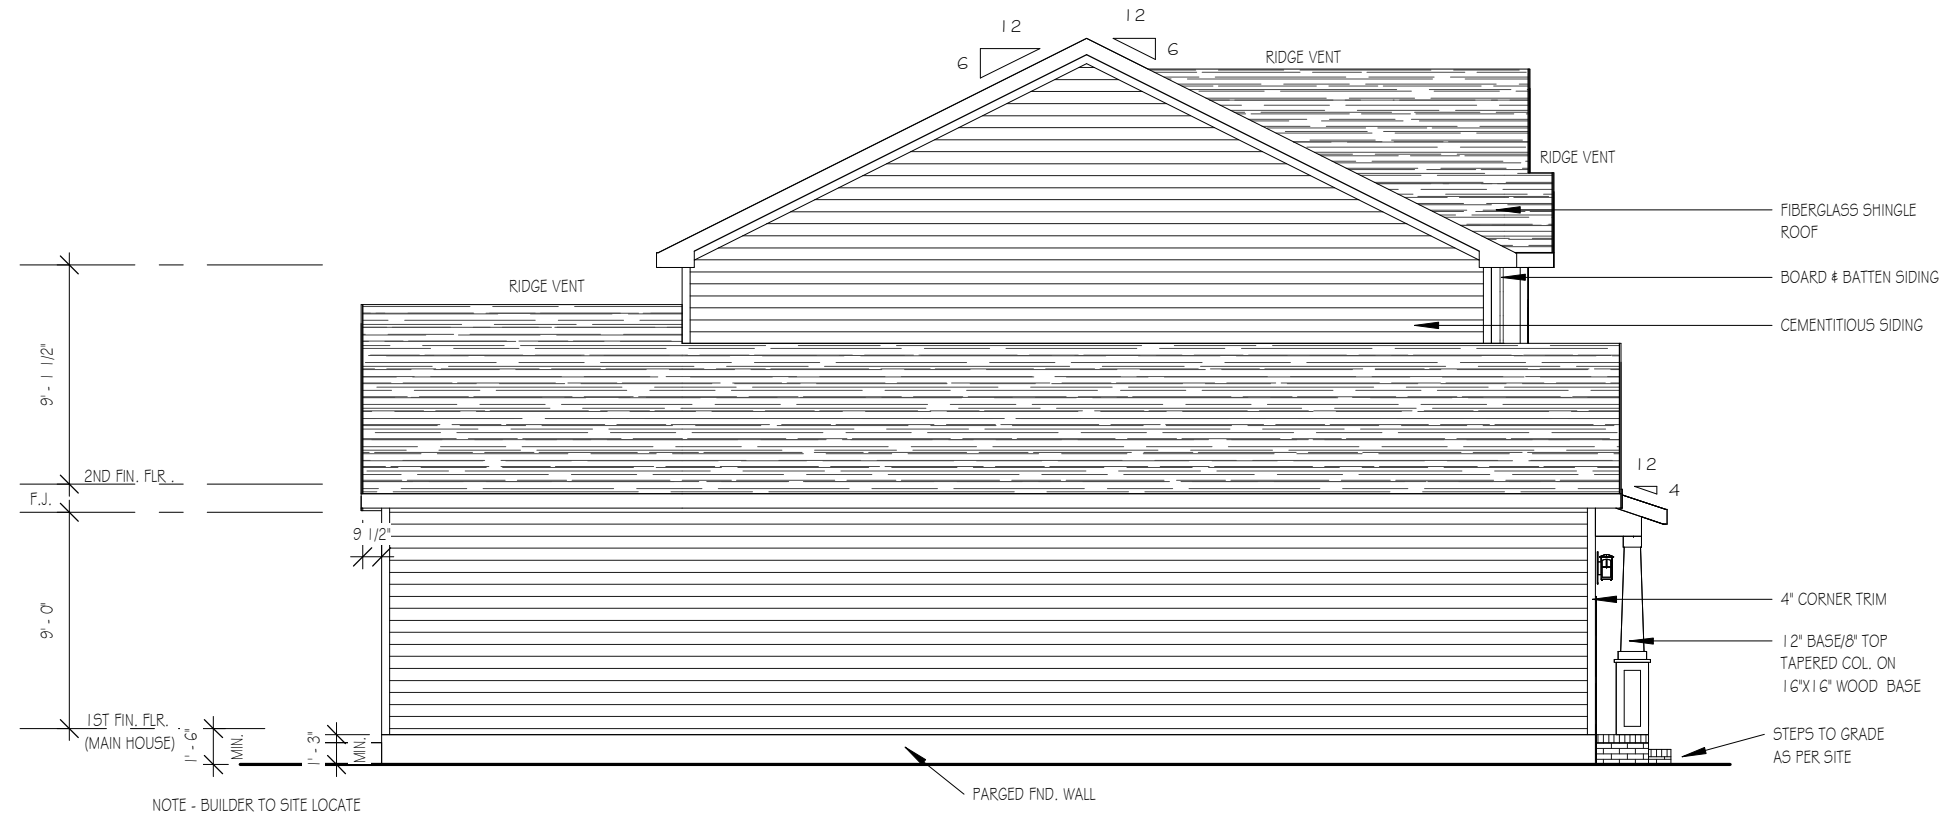 12
12
6
6
RIDGE VENT
RIDGE VENT
FIBERGLASS SHINGLE
ROOF
BOARD & BATTEN SIDING
RIDGE VENT
CEMENTITIOUS SIDING
9' - 1 1/2"
12
4
2ND FIN. FLR .
F.J.
9 1/2"
9' - 0"
4" CORNER TRIM
12" BASE/8" TOP
TAPERED COL. ON
16"X16" WOOD BASE
1ST FIN. FLR.
(MAIN HOUSE)
1' - 6"
MIN.
1' - 3"
MIN.
STEPS TO GRADE
AS PER SITE
PARGED FND. WALL
NOTE - BUILDER TO SITE LOCATE